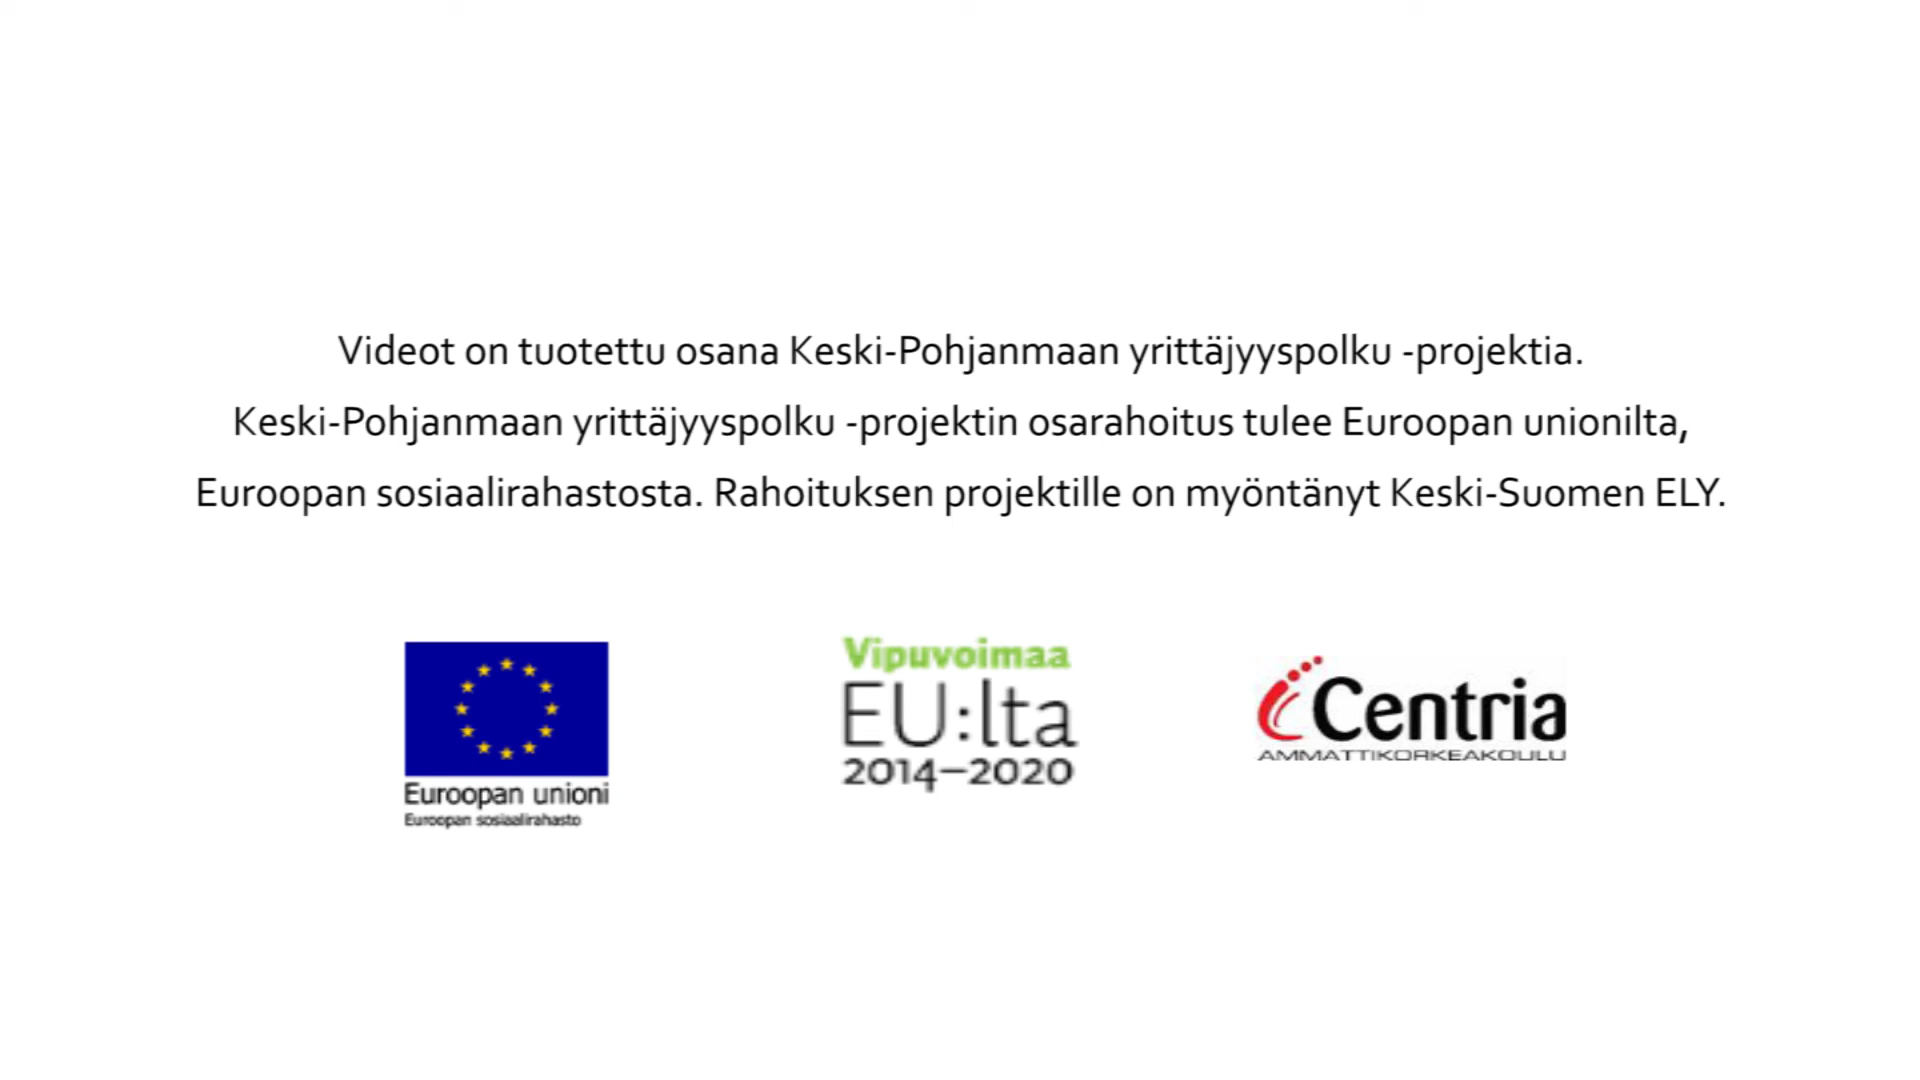 Videot on tuotettu osana Keski-Pohjanmaan yrittäjyyspolku -projektia.
Keski-Pohjanmaan yrittäjyyspolku -projektin osarahoitus tulee Euroopan unionilta,
Euroopan sosiaalirahastosta. Rahoituksen projektille on myöntänyt Keski-Suomen ELY.
Euroopan unioni
Euroopan sosiaalirahasto
Vipuvoimaa
EU:lta
2014–2020
Centria
AMMATTIKORKEAKOULU